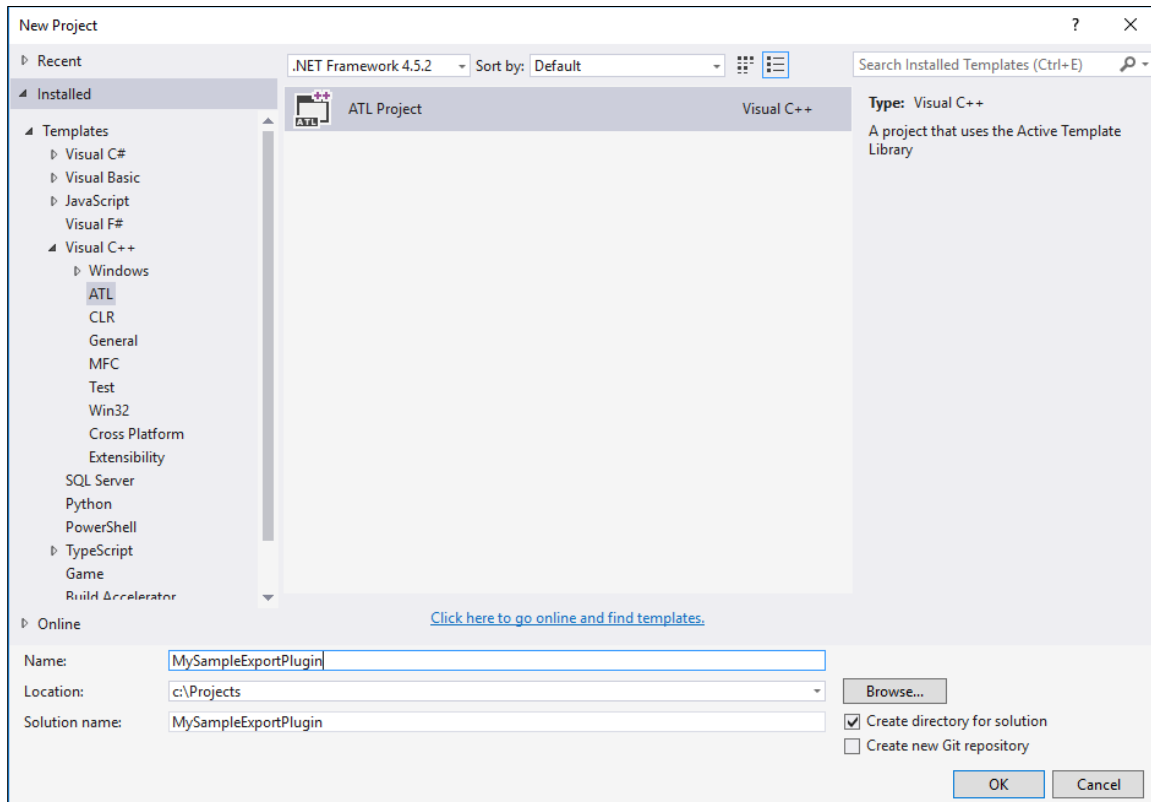 New Project
?
Recent
.NET Framework 4.5.2
Sort by: Default
Search Installed Templates (Ctrl+E)
Installed
Templates
Visual C#
Visual Basic
JavaScript
Visual F#
Visual C++
Windows
ATL
CLR
General
MFC
Test
Win32
Cross Platform
Extensibility
SQL Server
Python
PowerShell
TypeScript
Game
Build Accelerator
Online
++
ATL
ATL Project
Visual C++
Type: Visual C++
A project that uses the Active Template
Library
Click here to go online and find templates.
Name: MySampleExportPlugin
Location: c:\Projects
Browse...
Solution name: MySampleExportPlugin
Create directory for solution
Create new Git repository
OK
Cancel